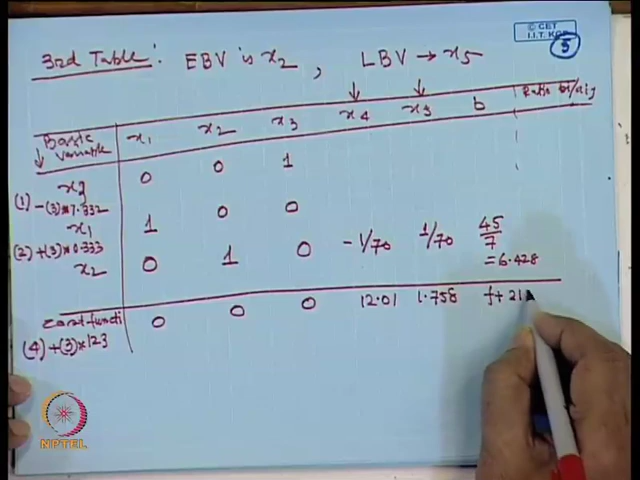 © CET
I.I.T. KGP
5
3rd Table : EBV is x2 , LBV → x5
Basic variable x1 x2 x3 x4 x5 b Ratio bi/aij
x3 0 0 1
(1) -(3)*7.332
x1 1 0 0
(2) +(3)*0.333
x2 0 1 0 -1/70 1/70 45/7
=6.428
cost functi 0 0 0 12.01 1.758 f+21
(4)+(3)×123
NPTEL